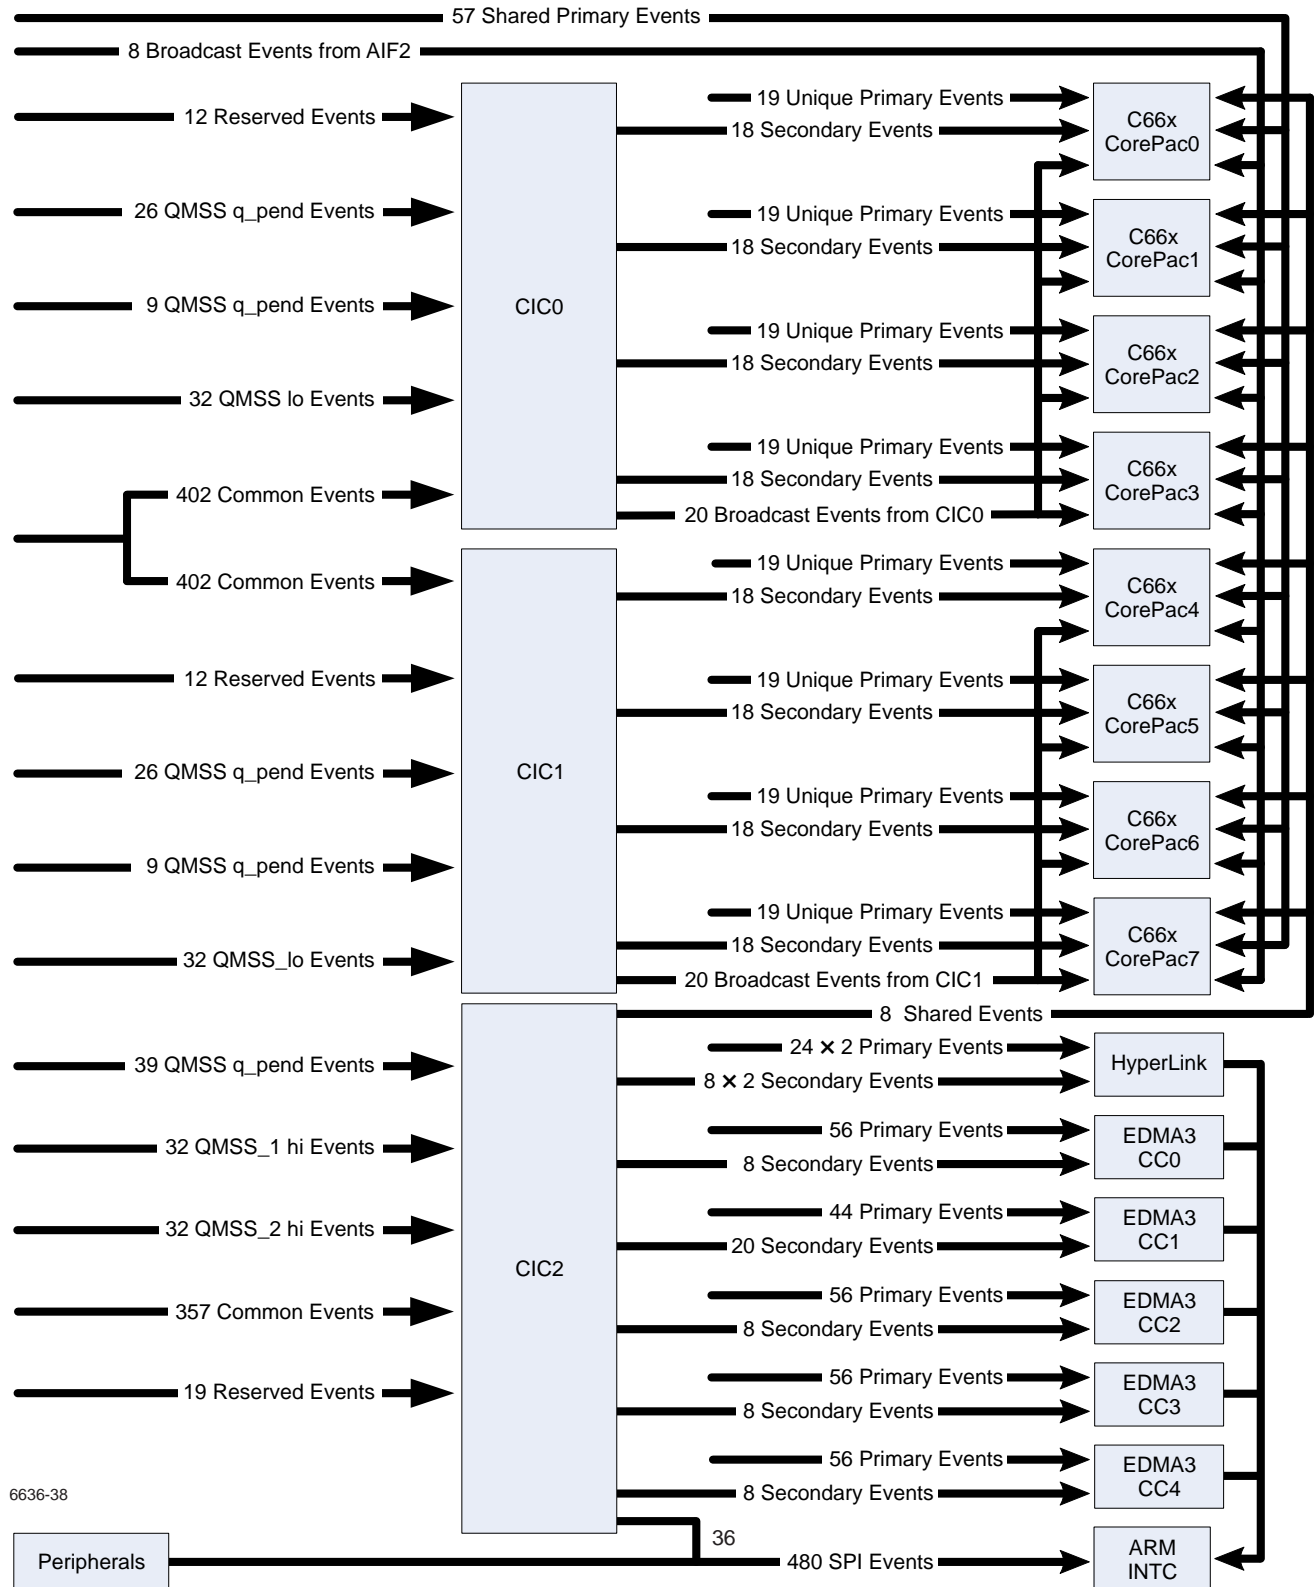 57 Shared Primary Events
8 Broadcast Events from AIF2
12 Reserved Events
26 QMSS q_pend Events
9 QMSS q_pend Events
32 QMSS lo Events
402 Common Events
CIC0
19 Unique Primary Events
18 Secondary Events
C66x
CorePac0
19 Unique Primary Events
18 Secondary Events
C66x
CorePac1
19 Unique Primary Events
18 Secondary Events
C66x
CorePac2
19 Unique Primary Events
18 Secondary Events
20 Broadcast Events from CIC0
C66x
CorePac3
402 Common Events
12 Reserved Events
26 QMSS q_pend Events
9 QMSS q_pend Events
32 QMSS_lo Events
CIC1
19 Unique Primary Events
18 Secondary Events
C66x
CorePac4
19 Unique Primary Events
18 Secondary Events
C66x
CorePac5
19 Unique Primary Events
18 Secondary Events
C66x
CorePac6
19 Unique Primary Events
18 Secondary Events
20 Broadcast Events from CIC1
C66x
CorePac7
39 QMSS q_pend Events
32 QMSS_1 hi Events
32 QMSS_2 hi Events
357 Common Events
19 Reserved Events
CIC2
8 Shared Events
24 × 2 Primary Events
8 × 2 Secondary Events
HyperLink
56 Primary Events
8 Secondary Events
EDMA3
CC0
44 Primary Events
20 Secondary Events
EDMA3
CC1
56 Primary Events
8 Secondary Events
EDMA3
CC2
56 Primary Events
8 Secondary Events
EDMA3
CC3
56 Primary Events
8 Secondary Events
EDMA3
CC4
6636-38
Peripherals
36
480 SPI Events
ARM
INTC